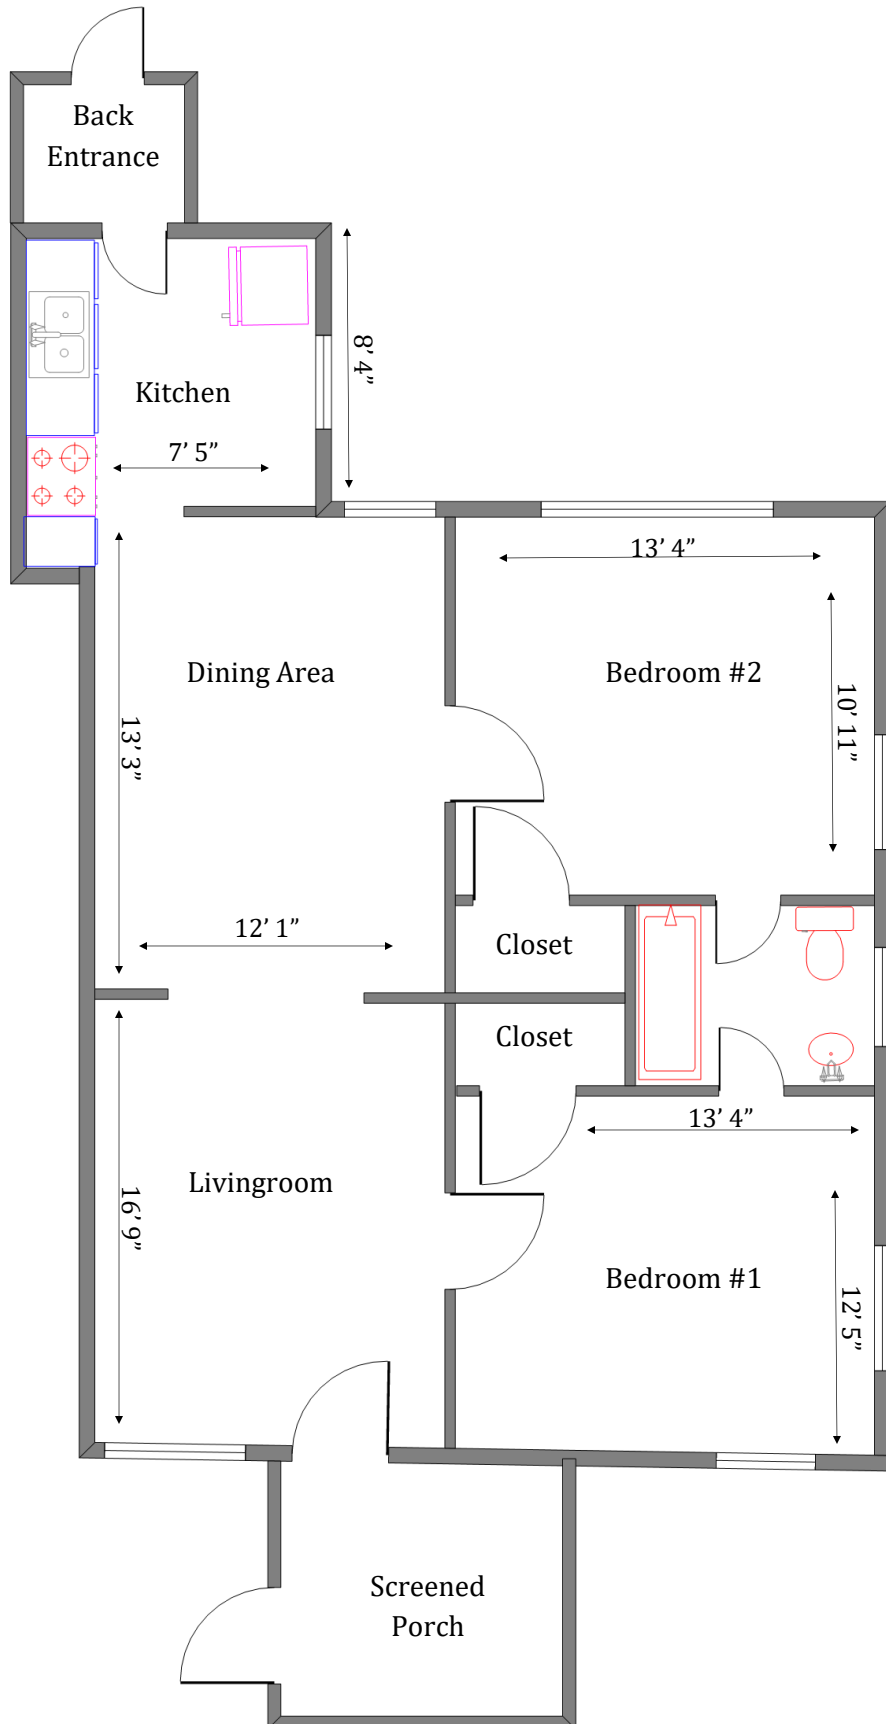 Back
Entrance
8’ 4”
Kitchen
7’ 5”
13’ 4”
Dining Area
Bedroom #2
10’ 11”
13’ 3”
12’ 1”
Closet
Closet
13’ 4”
Livingroom
16’ 9”
Bedroom #1
12’ 5”
Screened
Porch